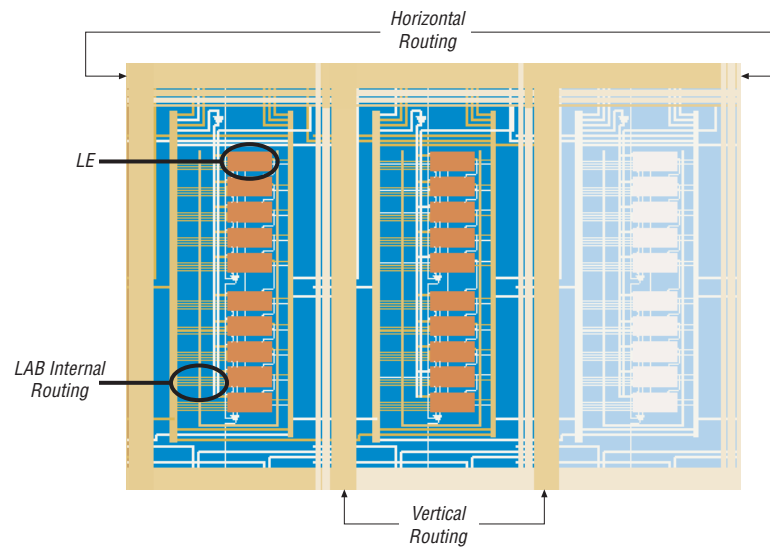 Horizontal
Routing
LE
LAB Internal
Routing
Vertical
Routing